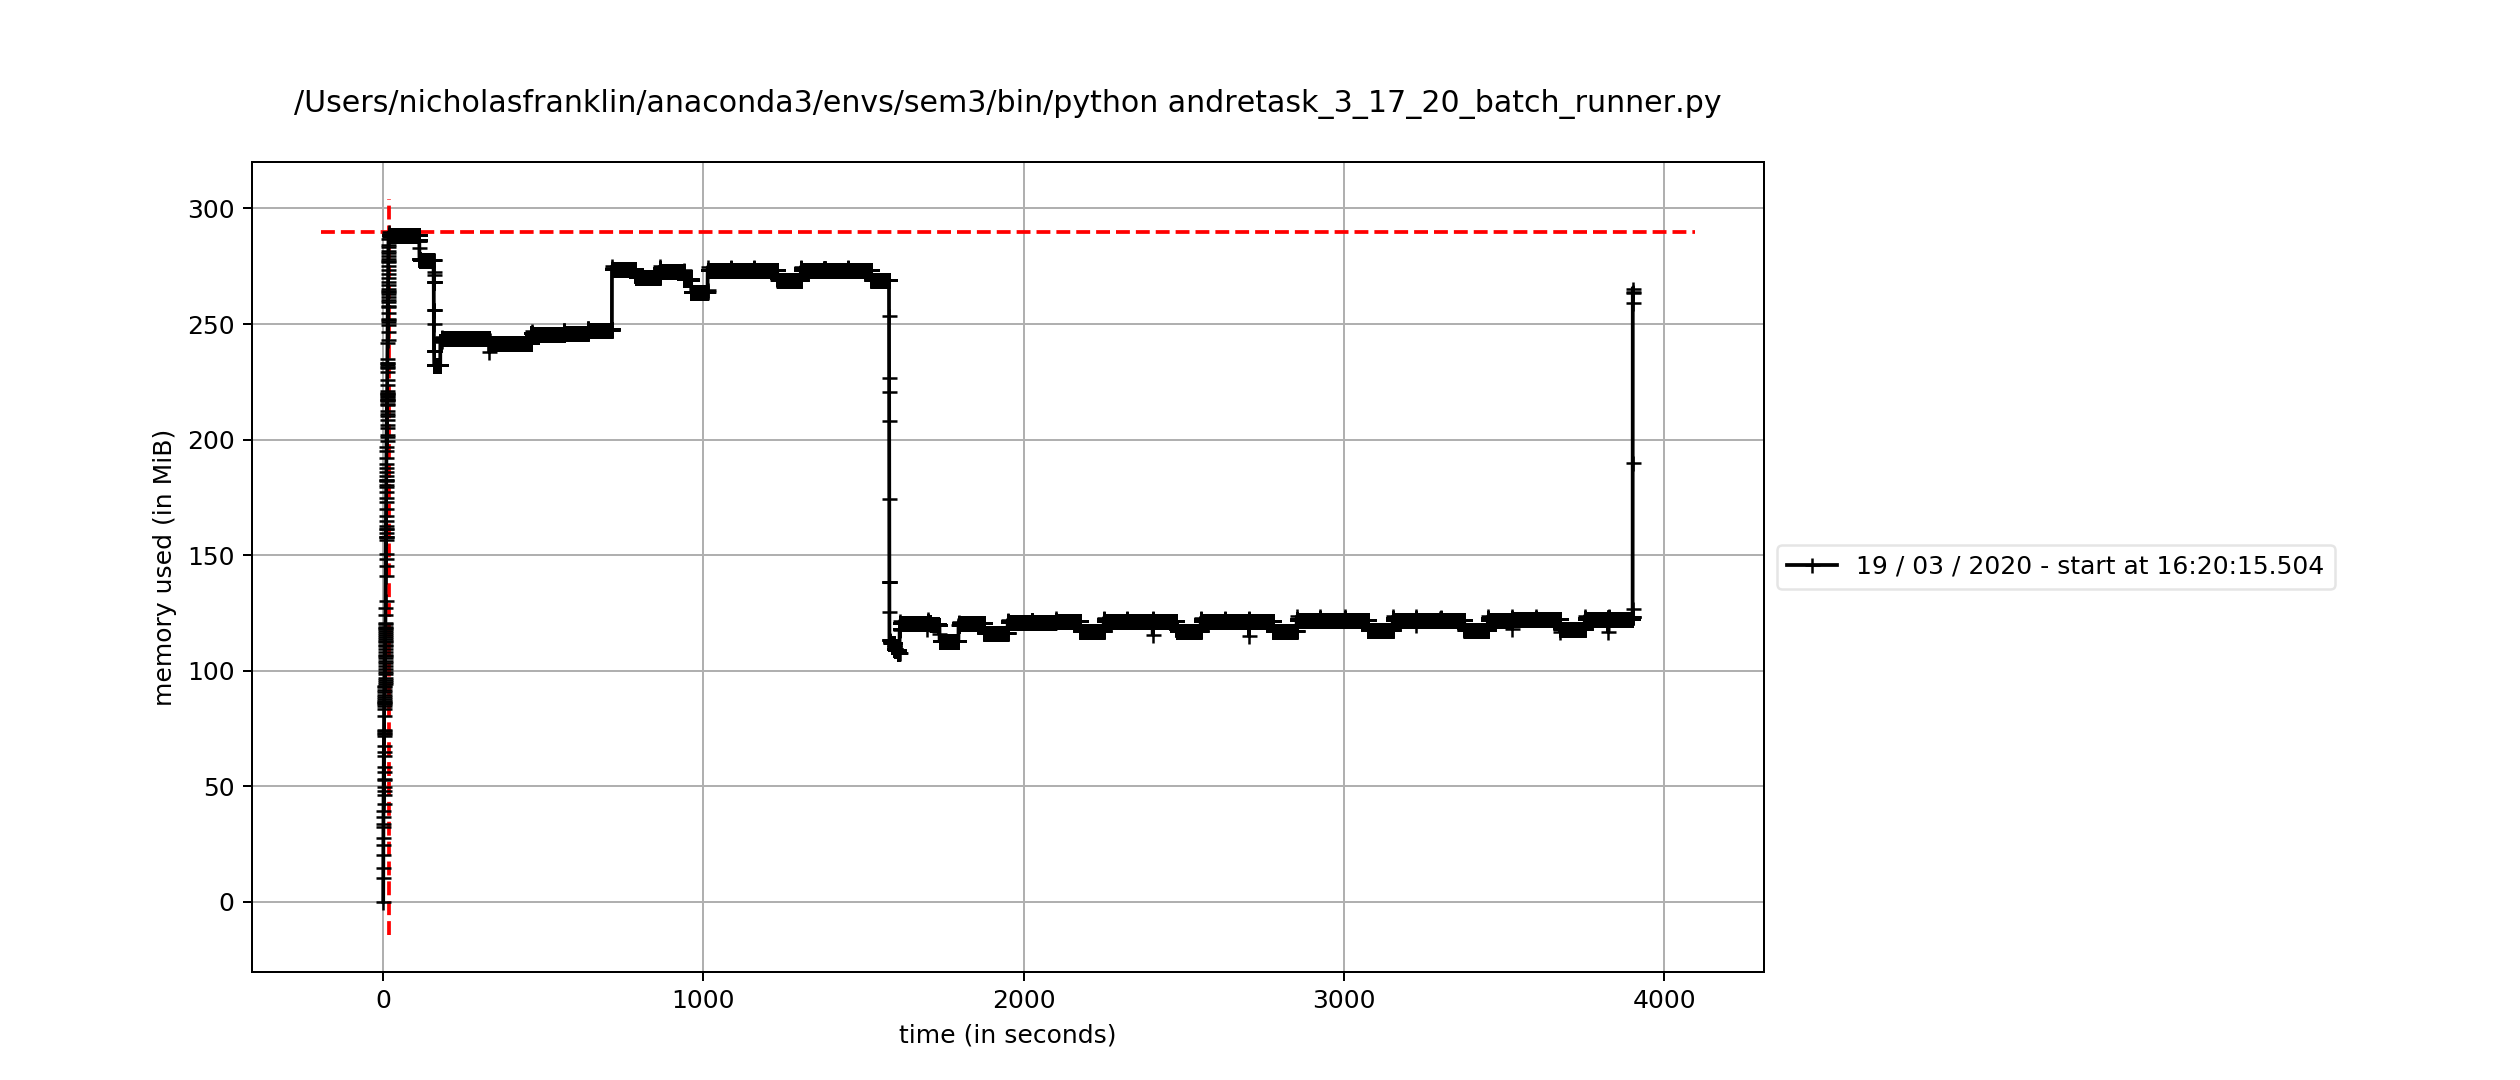 /Users/nicholasfranklin/anaconda3/envs/sem3/bin/python andretask_3_17_20_batch_runner.py
300
250
200
150
100
50
0
memory used (in MiB)
19 / 03 / 2020 - start at 16:20:15.504
0 1000 2000 3000 4000
time (in seconds)